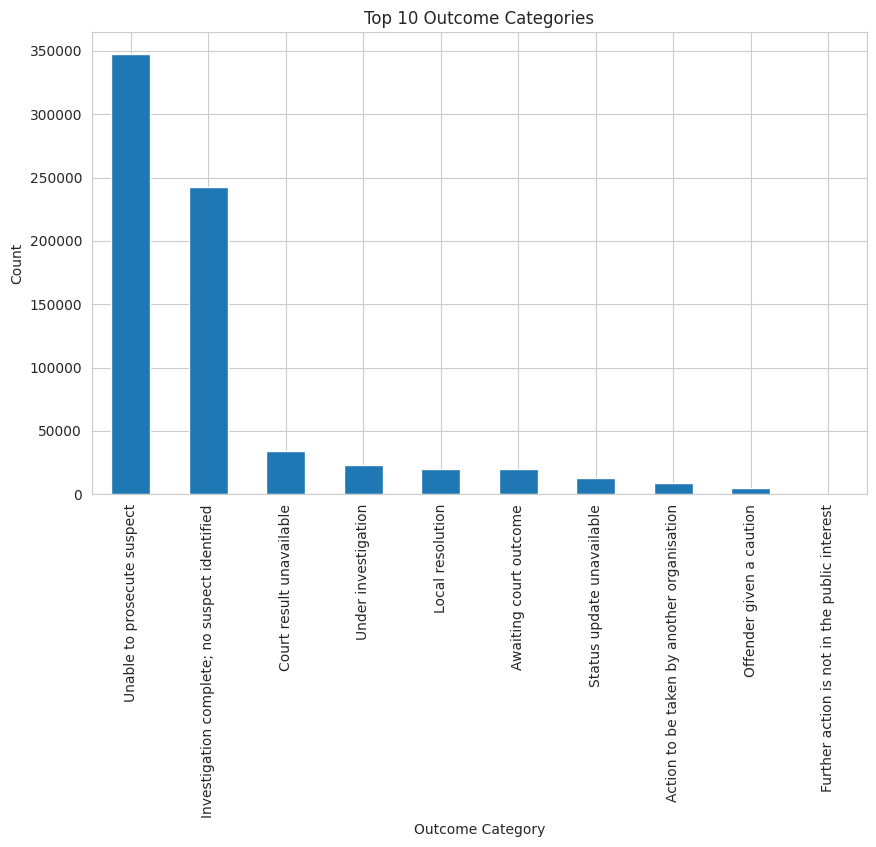 Top 10 Outcome Categories
350000
300000
250000
200000
150000
100000
50000
0
Count
Unable to prosecute suspect
Investigation complete; no suspect identified
Court result unavailable
Under investigation
Local resolution
Awaiting court outcome
Status update unavailable
Action to be taken by another organisation
Offender given a caution
Further action is not in the public interest
Outcome Category